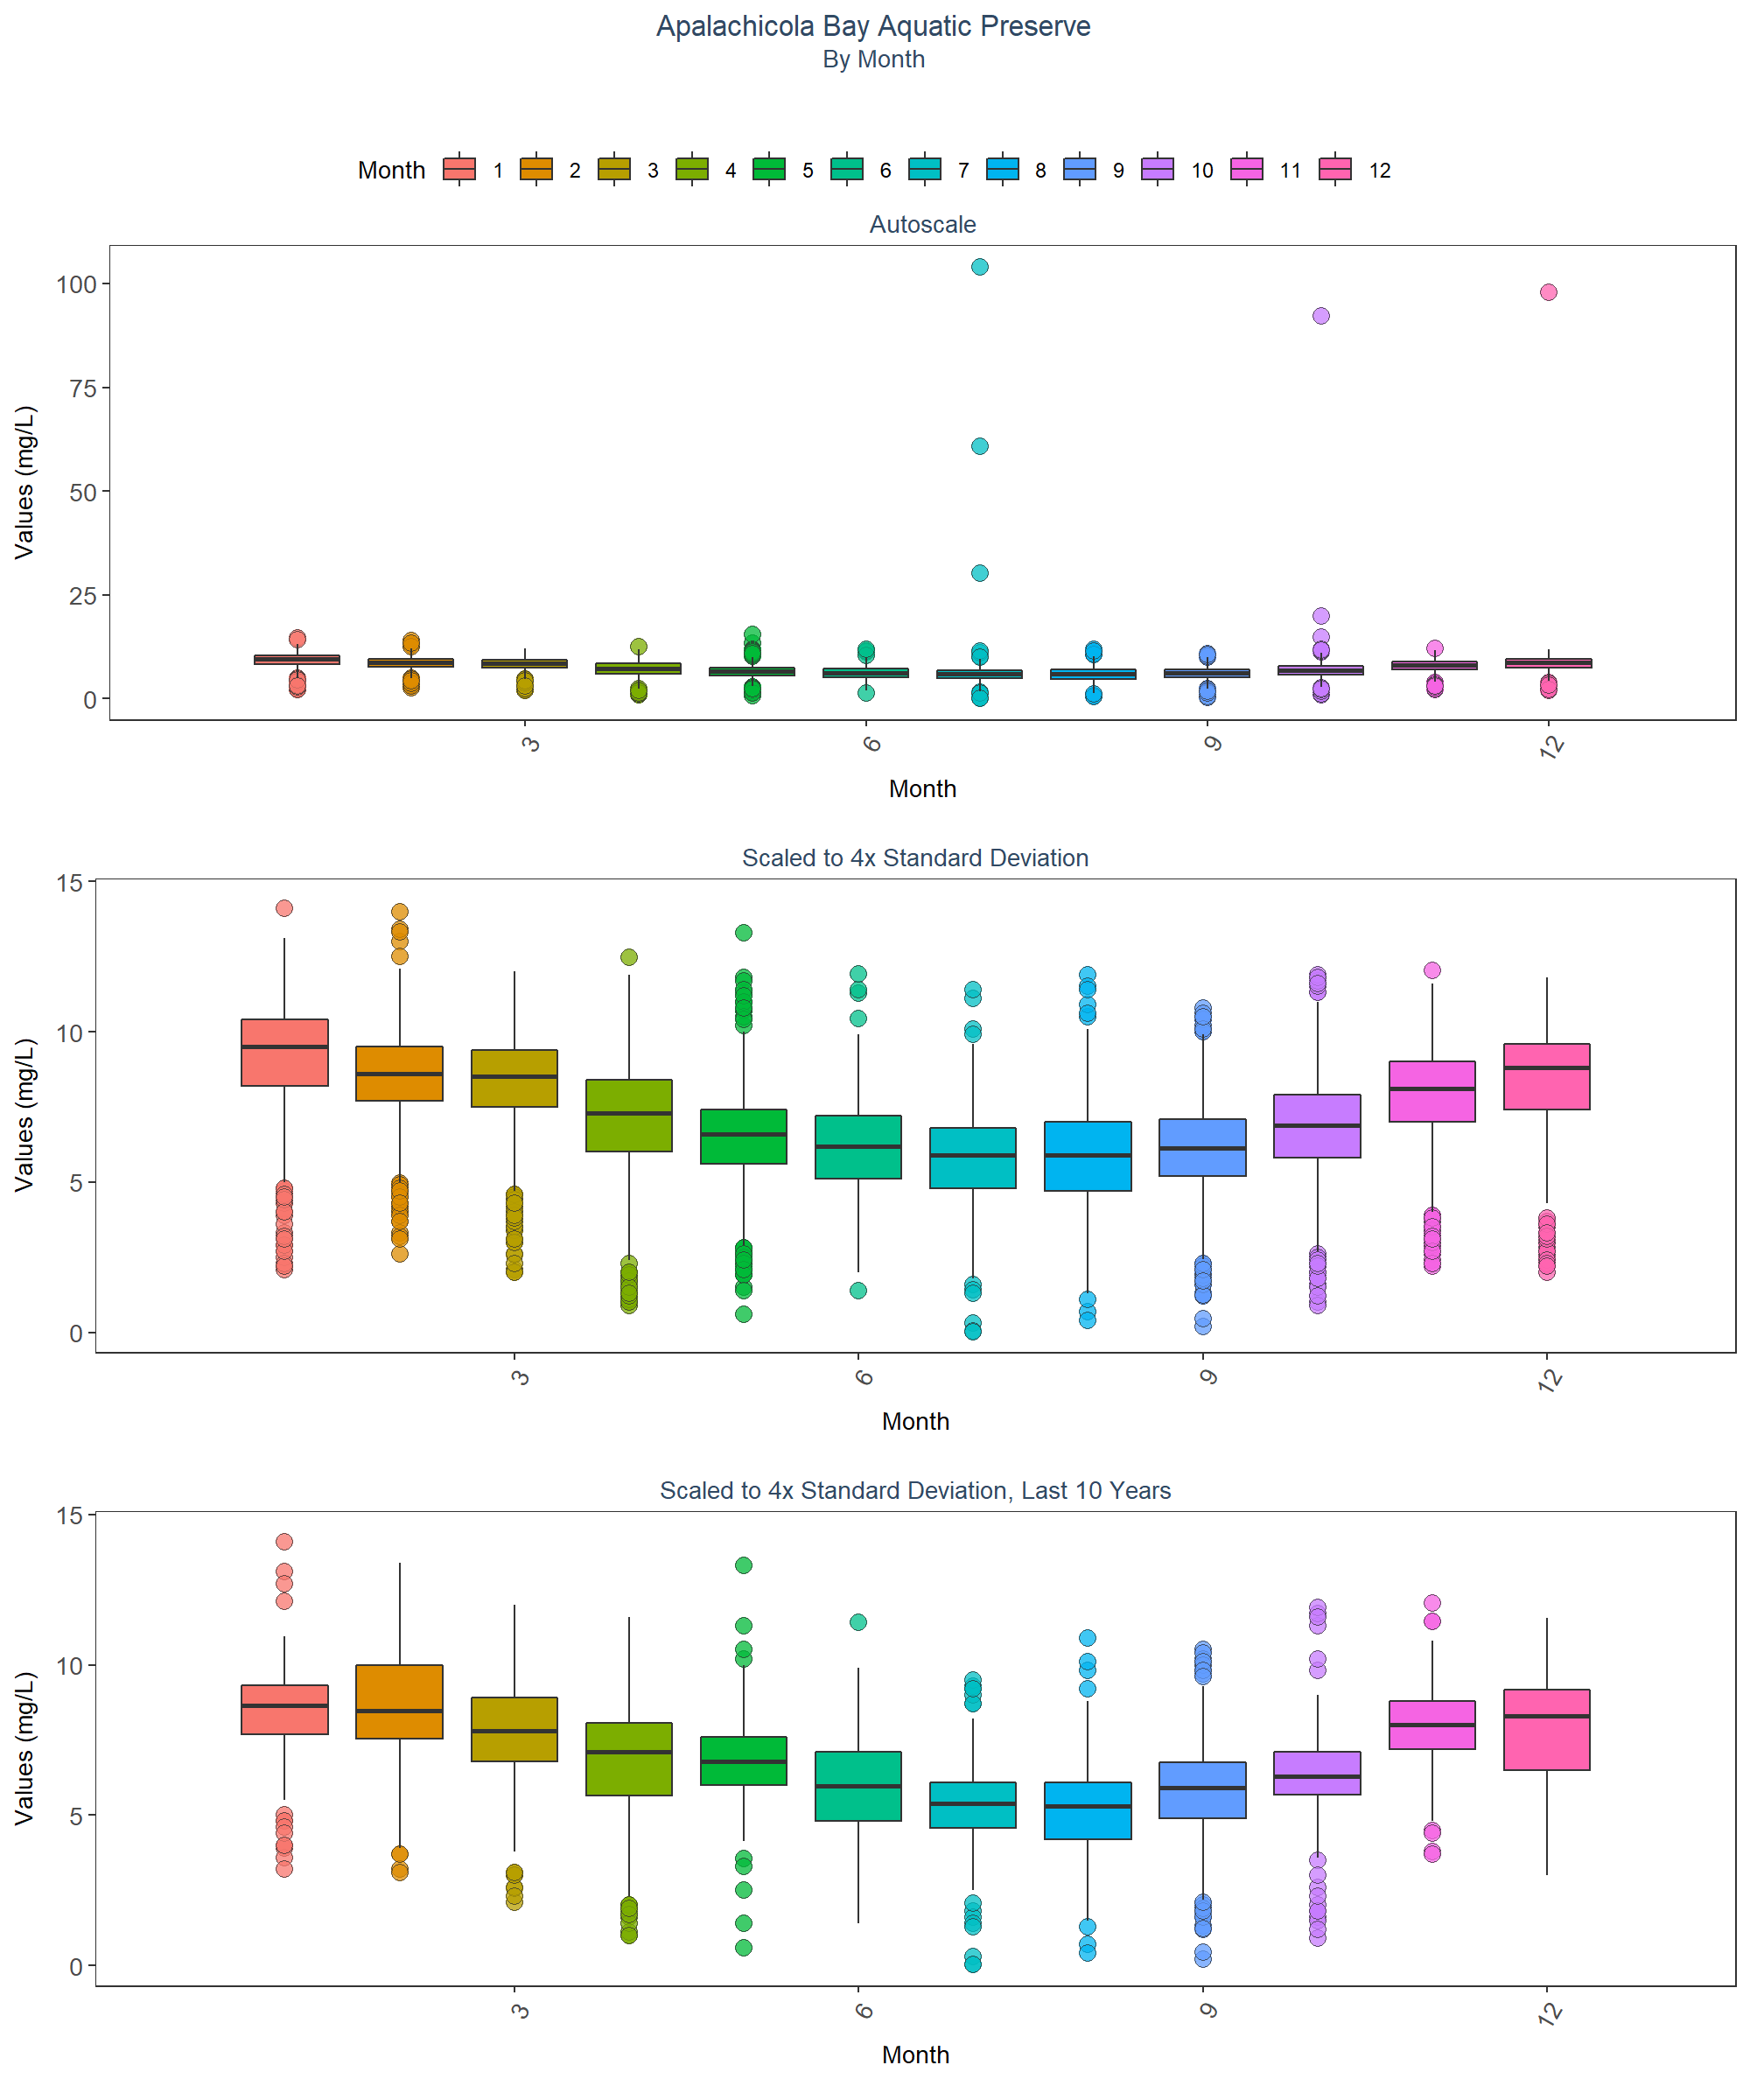 Apalachicola Bay Aquatic Preserve
By Month
Month 1 2 3 4 5 6 7 8 9 10 11 12
Autoscale
Values (mg/L)
100
75
50
25
0
3 6 9 12
Month
Scaled to 4x Standard Deviation
Values (mg/L)
15
10
5
0
3 6 9 12
Month
Scaled to 4x Standard Deviation, Last 10 Years
Values (mg/L)
15
10
5
0
3 6 9 12
Month